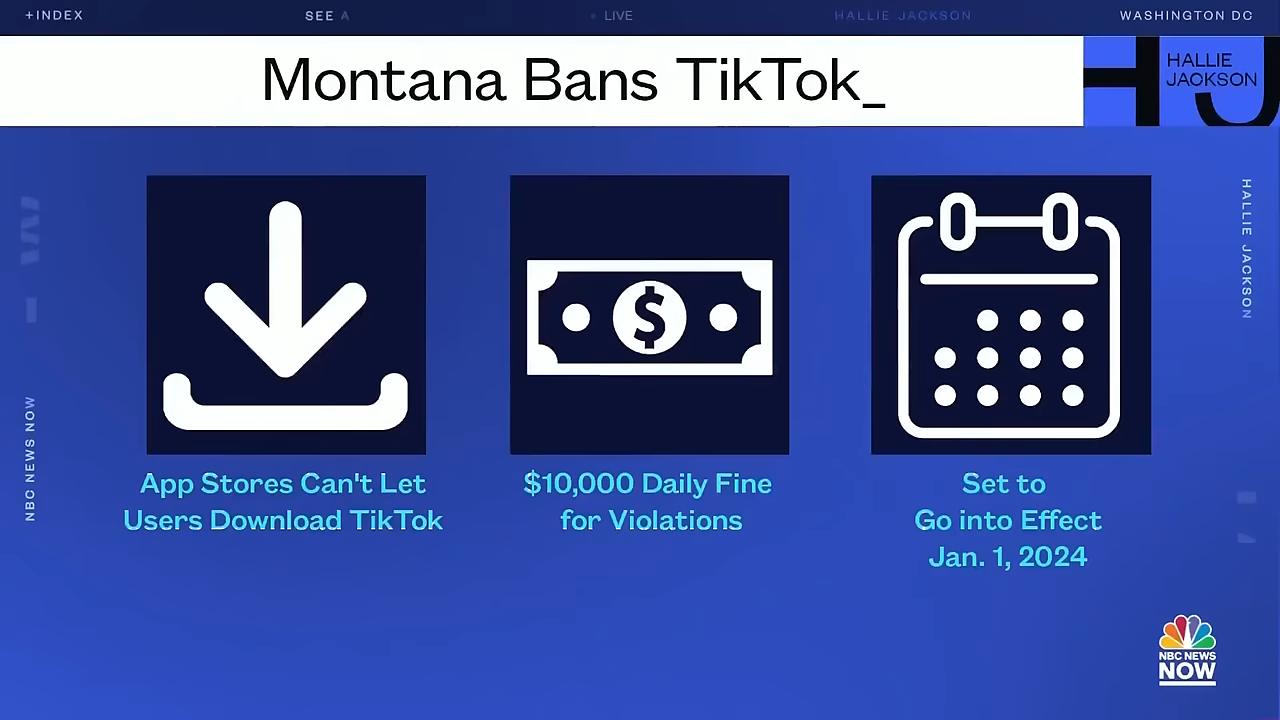 +INDEX
SEE A
LIVE
HALLIE JACKSON
WASHINGTON DC
Montana Bans TikTok_
HALLIE
JACKSON
HJ
App Stores Can't Let
Users Download TikTok
$
$10,000 Daily Fine
for Violations
Set to
Go into Effect
Jan. 1, 2024
NBC NEWS NOW
HALLIE JACKSON
NBC NEWS
NOW